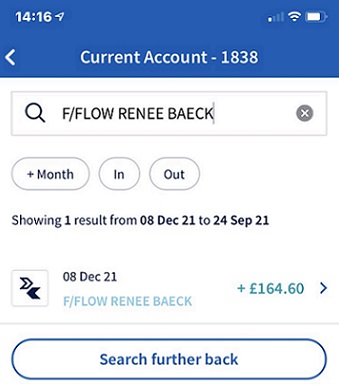 14:16
Current Account - 1838
F/FLOW RENEE BAECK
+ Month
In
Out
Showing 1 result from 08 Dec 21 to 24 Sep 21
08 Dec 21
F/FLOW RENEE BAECK
+ £164.60
Search further back